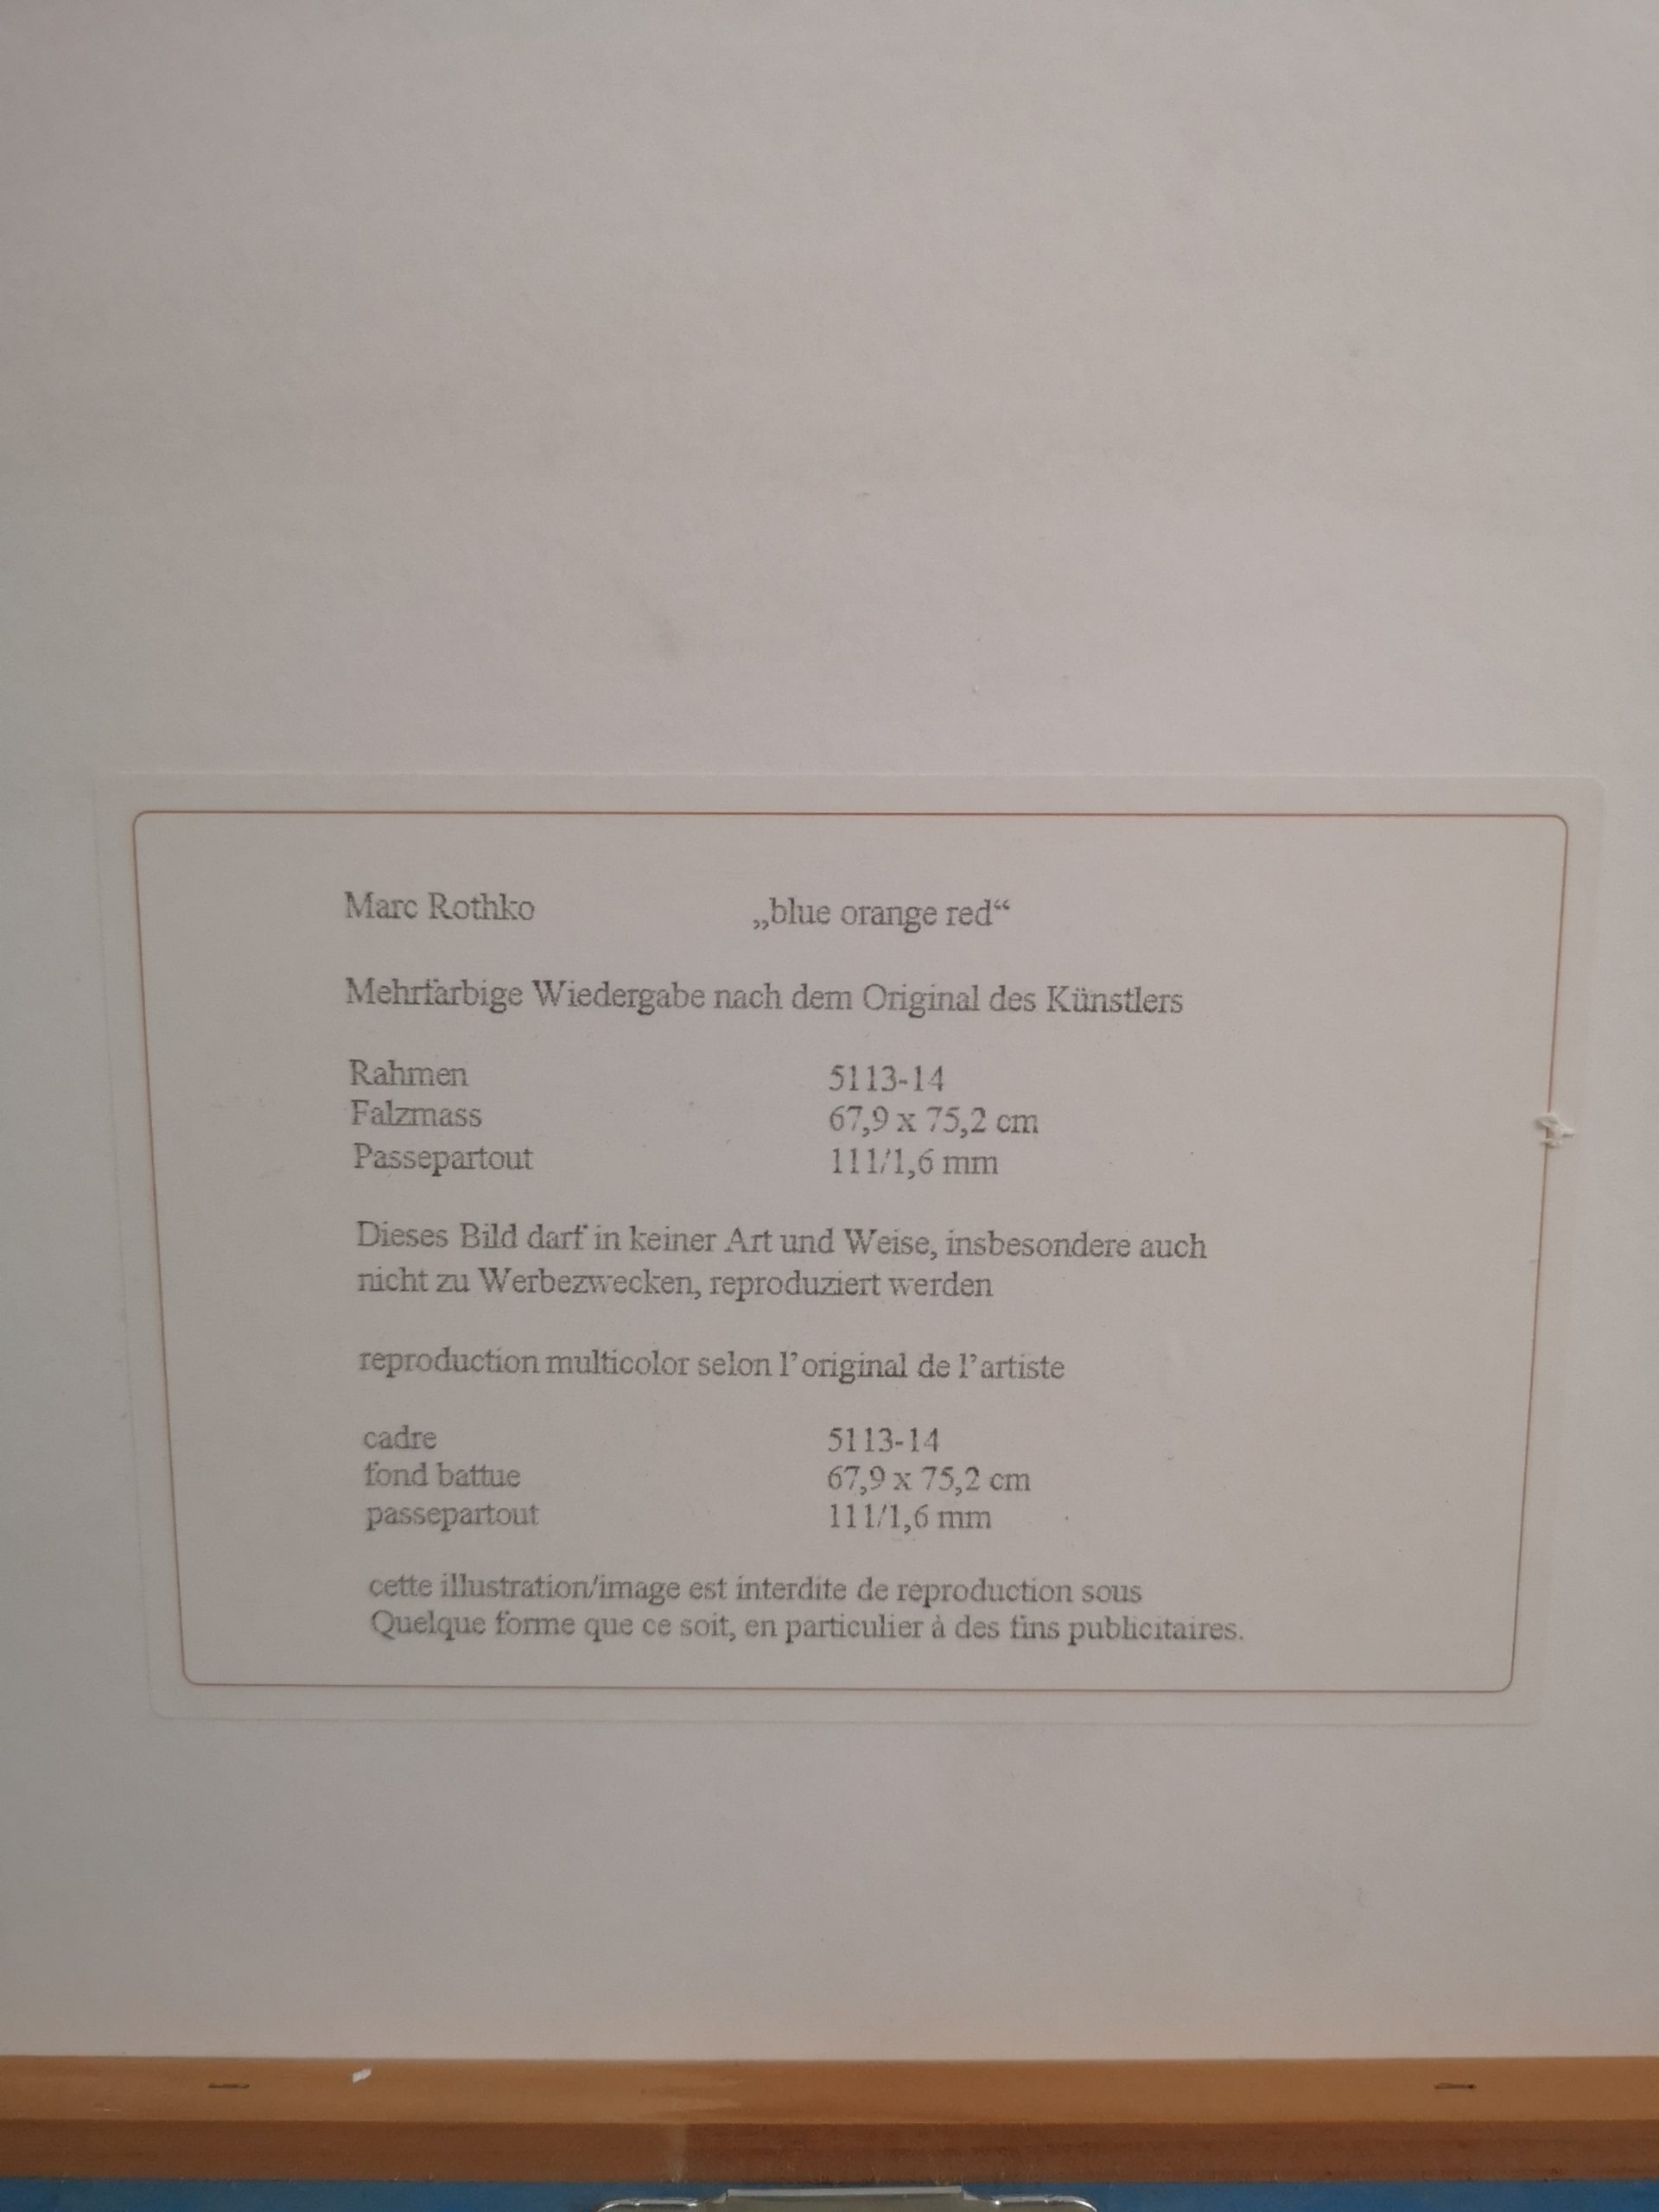 Marc Rothko „blue orange red“
Mehrfarbige Wiedergabe nach dem Original des Künstlers
Rahmen 5113-14
Falzmass 67,9 x 75,2 cm
Passepartout 111/1,6 mm
Dieses Bild darf in keiner Art und Weise, insbesondere auch
nicht zu Werbezwecken, reproduziert werden
reproduction multicolor selon l’original de l’artiste
cadre 5113-14
fond battue 67,9 x 75,2 cm
passepartout 111/1,6 mm
cette illustration/image est interdite de reproduction sous
Quelque forme que ce soit, en particulier à des fins publicitaires.